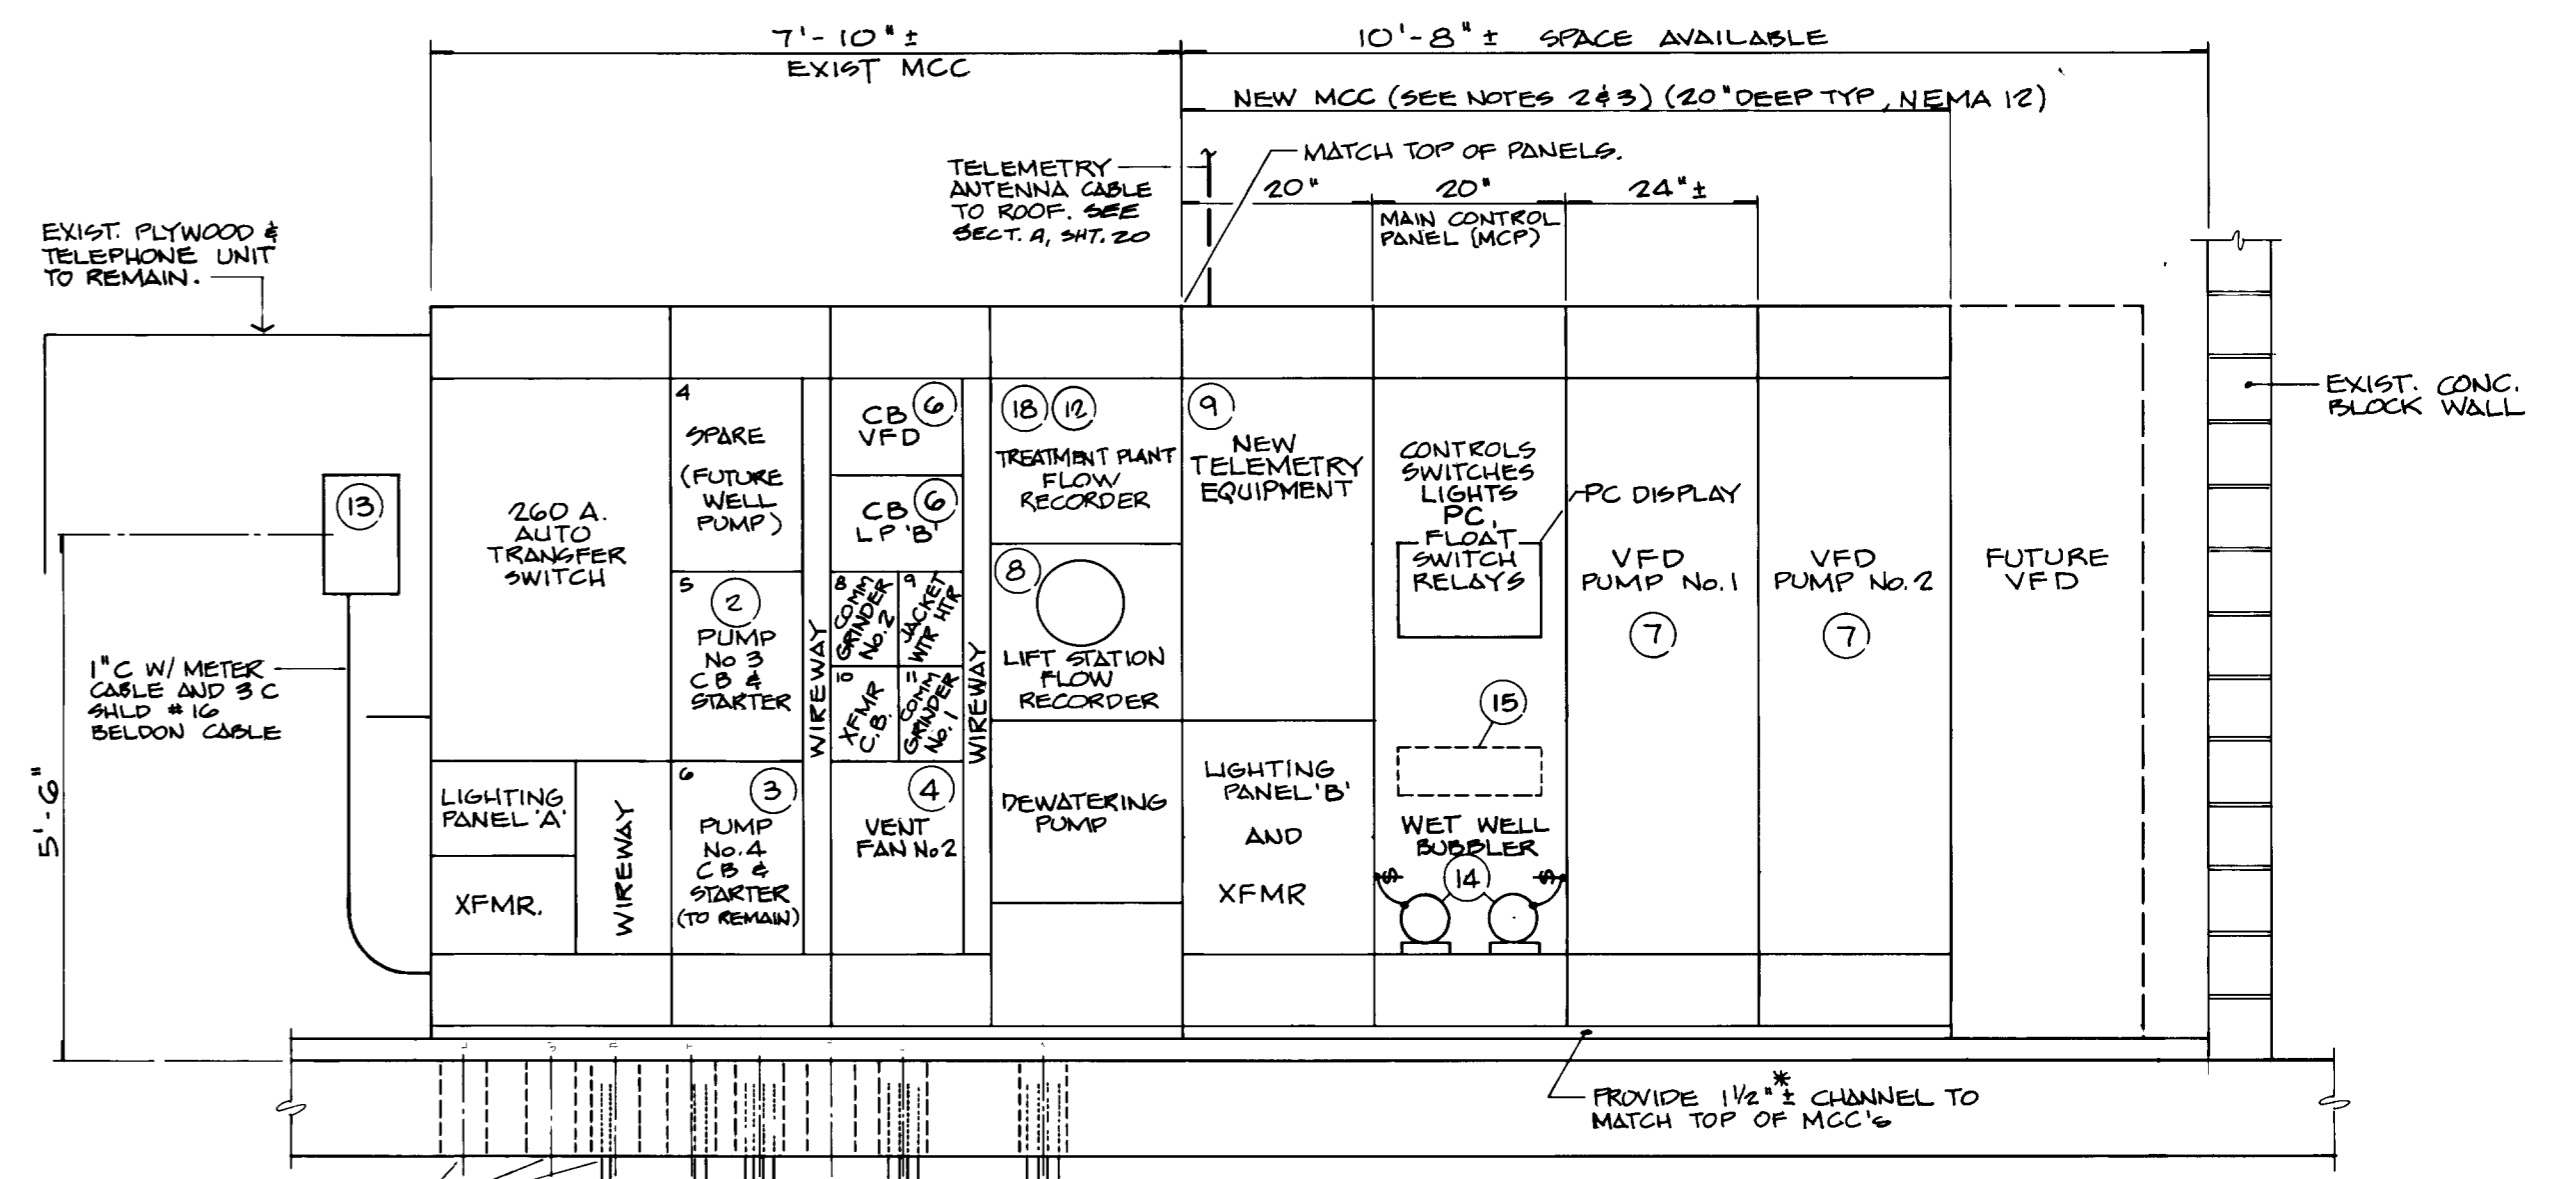 7'-10"±
EXIST MCC
10'-8"± SPACE AVAILABLE
NEW MCC (SEE NOTES 2&3) (20" DEEP TYP, NEMA 12)
MATCH TOP OF PANELS.
TELEMETRY
ANTENNA CABLE
TO ROOF. SEE
SECT. A, SHT. 20
20"
20"
24"±
MAIN CONTROL
PANEL (MCP)
EXIST. PLYWOOD &
TELEPHONE UNIT
TO REMAIN.
EXIST. CONC.
BLOCK WALL
13
1"C W/ METER
CABLE AND 3C
SHLD #16
BELDON CABLE
5'-6"
260 A.
AUTO
TRANSFER
SWITCH
LIGHTING
PANEL 'A'
XFMR.
WIREWAY
4
SPARE
(FUTURE
WELL
PUMP)
5
2
PUMP
No 3
CB &
STARTER
6
3
PUMP
No. 4
CB &
STARTER
(TO REMAIN)
WIREWAY
CB 6
VFD
CB 6
LP 'B'
8
COMM
GRINDER
No. 2
9
JACKET
WTR HTR
10
XFMR
C.B.
11
COMM
GRINDER
No. 1
4
VENT
FAN No 2
WIREWAY
18 12
TREATMENT PLANT
FLOW
RECORDER
8
LIFT STATION
FLOW
RECORDER
DEWATERING
PUMP
9
NEW
TELEMETRY
EQUIPMENT
LIGHTING
PANEL 'B'
AND
XFMR
CONTROLS
SWITCHES
LIGHTS
PC,
FLOAT
SWITCH
RELAYS
PC DISPLAY
15
WET WELL
BUBBLER
14
$
$
VFD
PUMP No. 1
7
VFD
PUMP No. 2
7
FUTURE
VFD
PROVIDE 1½"*± CHANNEL TO
MATCH TOP OF MCC's